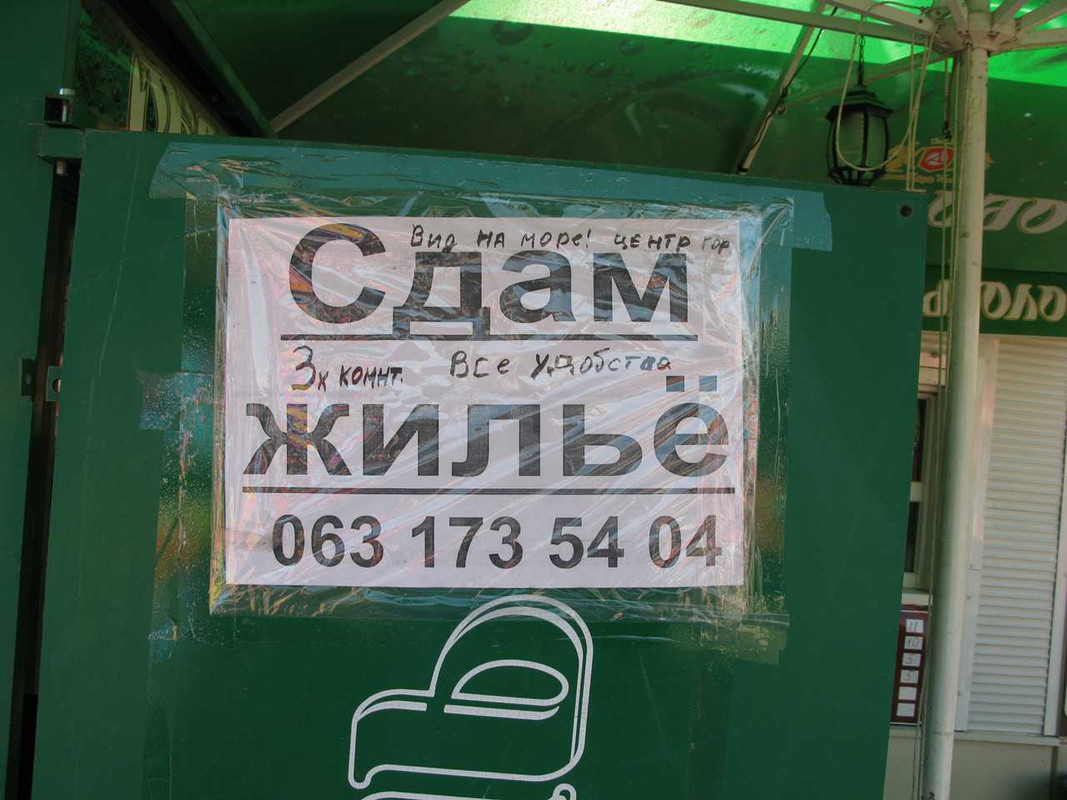 Вид на море! центр гор
Сдам
3х комнт. Все удобства
жильё
063 173 54 04